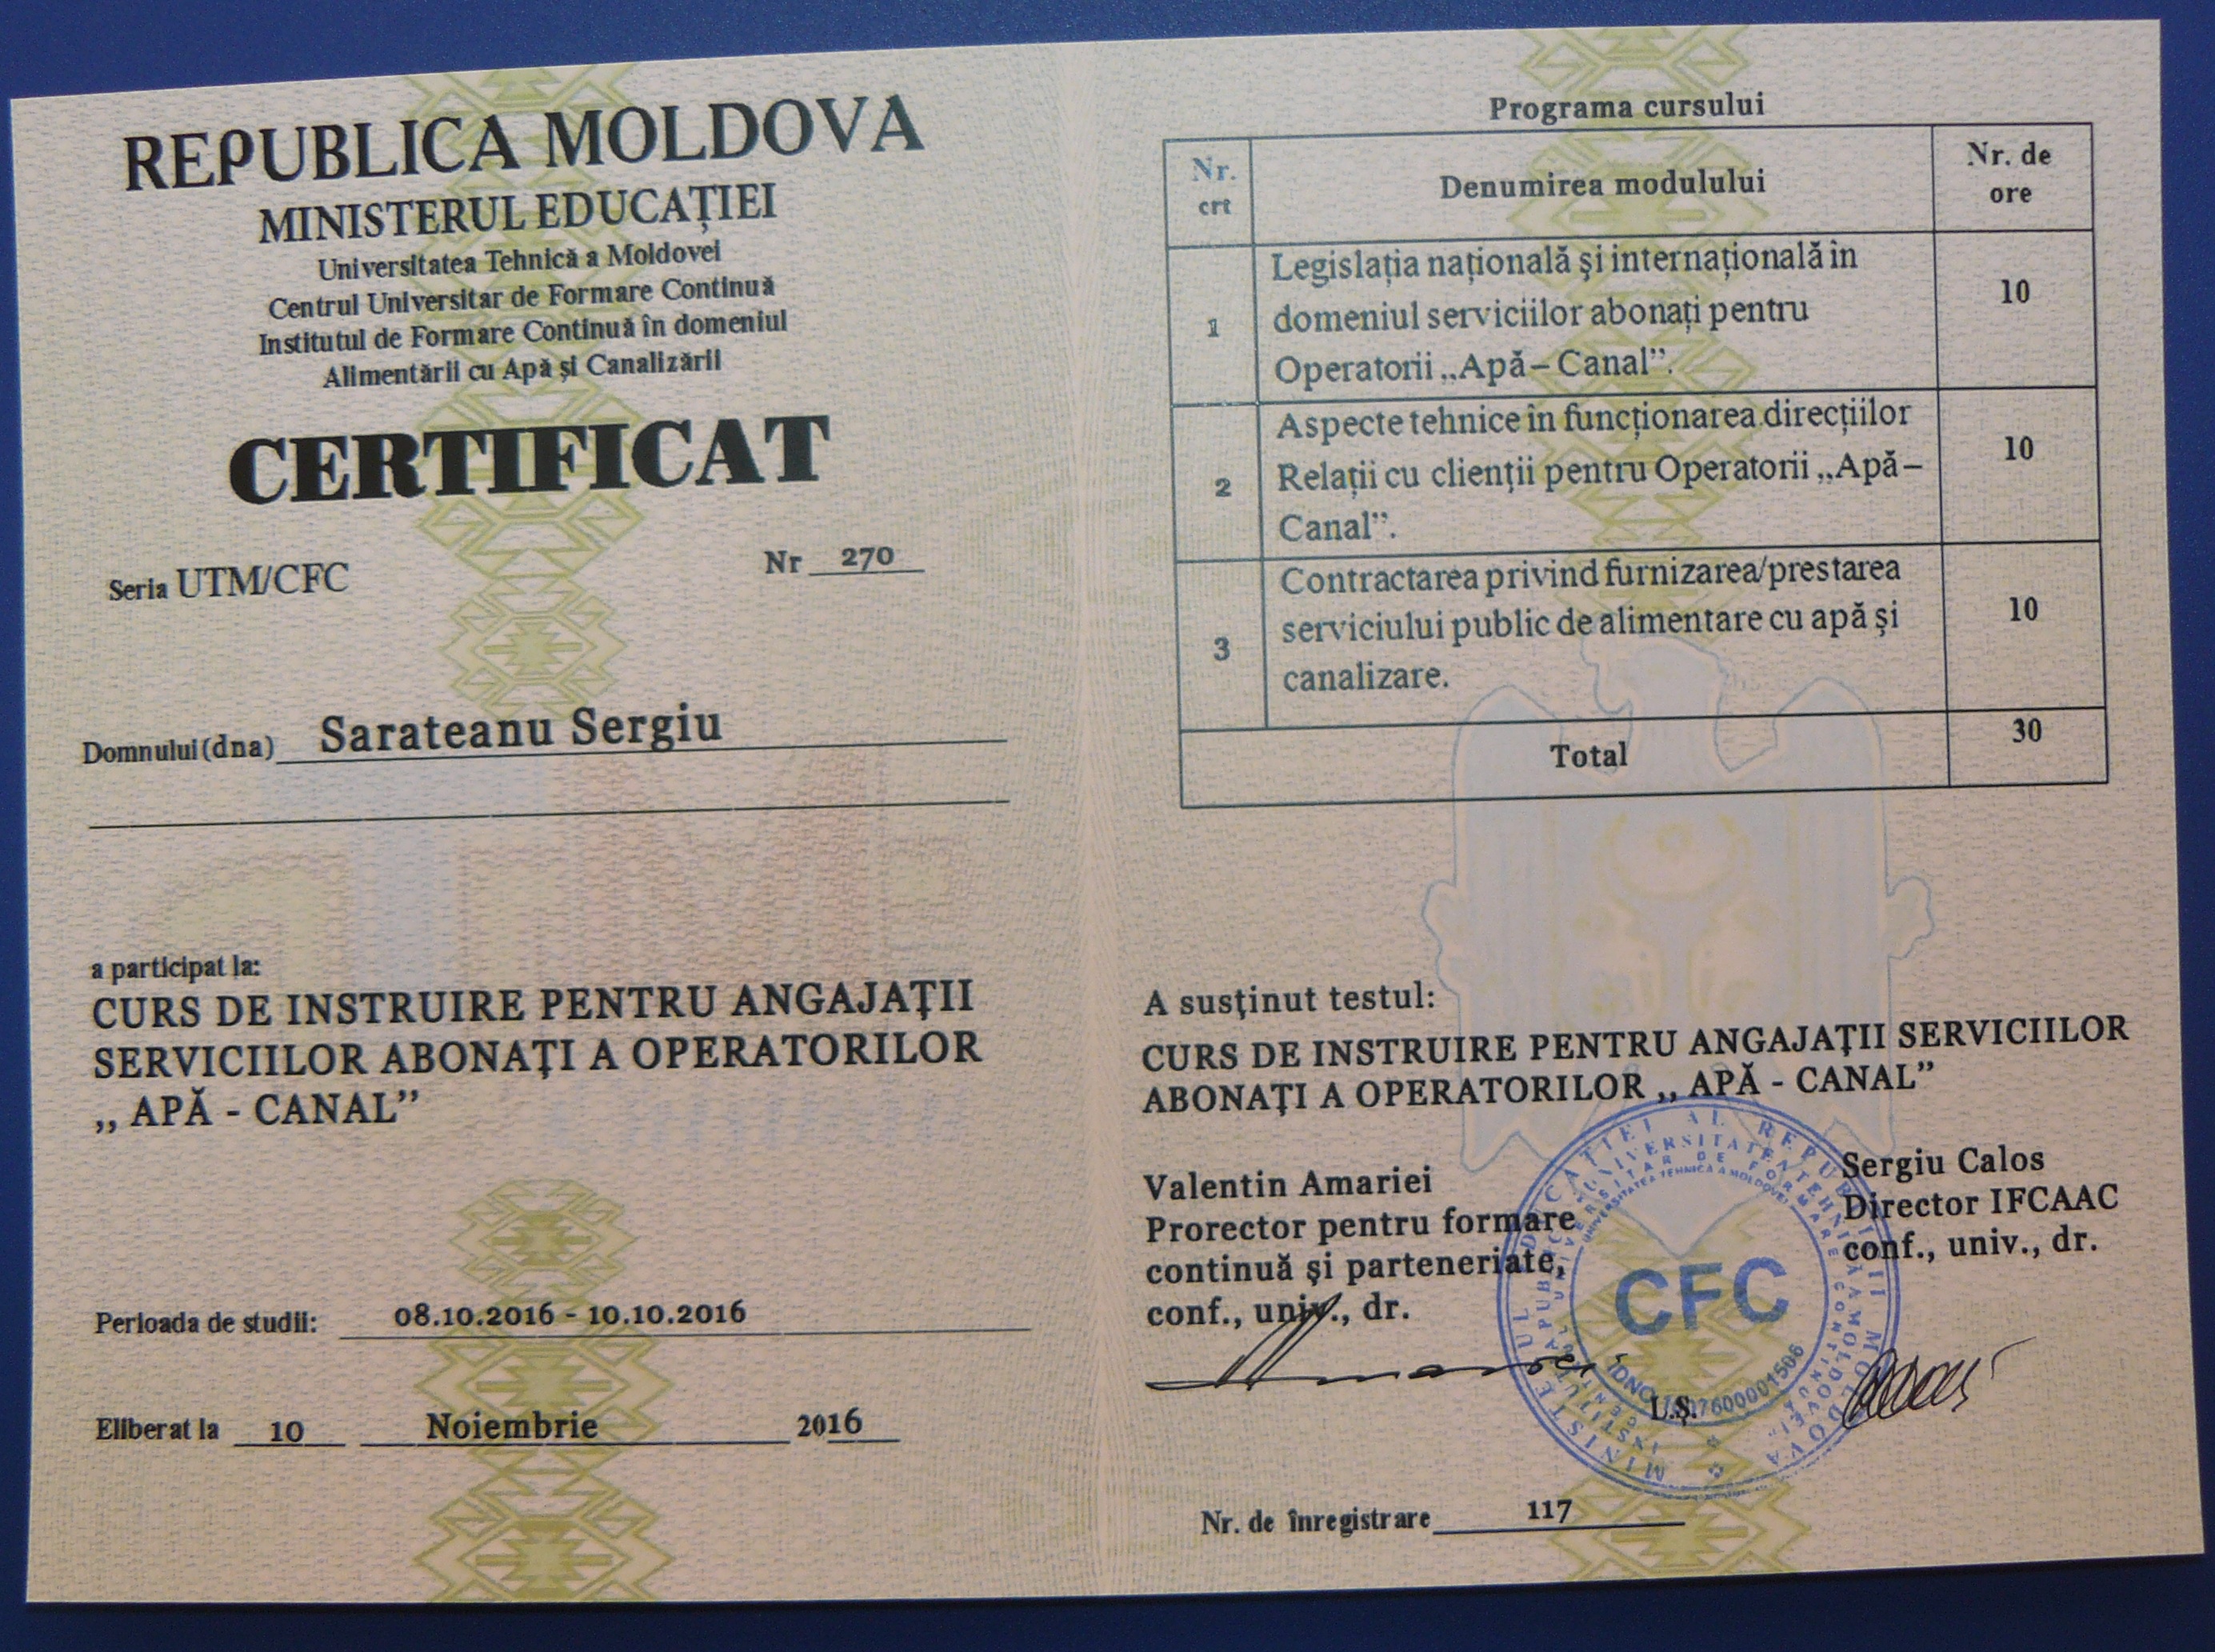 REPUBLICA MOLDOVA
MINISTERUL EDUCAȚIEI
Universitatea Tehnică a Moldovei
Centrul Universitar de Formare Continuă
Institutul de Formare Continuă în domeniul
Alimentării cu Apă și Canalizării
CERTIFICAT
Seria UTM/CFC
Nr 270
Domnului(dna) Sarateanu Sergiu
a participat la:
CURS DE INSTRUIRE PENTRU ANGAJAȚII
SERVICIILOR ABONAȚI A OPERATORILOR
,, APĂ - CANAL”
Perioada de studii: 08.10.2016 - 10.10.2016
Eliberat la 10 Noiembrie 2016
Programa cursului
Nr. crt
Denumirea modulului
Nr. de ore
1
Legislația națională și internațională în
domeniul serviciilor abonați pentru
Operatorii „Apă – Canal”.
10
2
Aspecte tehnice în funcționarea direcțiilor
Relații cu clienții pentru Operatorii „Apă –
Canal”.
10
3
Contractarea privind furnizarea/prestarea
serviciului public de alimentare cu apă și
canalizare.
10
Total
30
A susținut testul:
CURS DE INSTRUIRE PENTRU ANGAJAȚII SERVICIILOR
ABONAȚI A OPERATORILOR ,, APĂ - CANAL”
Valentin Amariei
Prorector pentru formare
continuă și parteneriate,
conf., univ., dr.
Sergiu Calos
Director IFCAAC
conf., univ., dr.
CFC
L.Ș.
Nr. de înregistrare 117